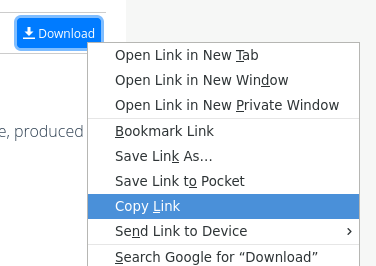 Download
Open Link in New Tab
Open Link in New Window
Open Link in New Private Window
e, produced
Bookmark Link
Save Link As...
Save Link to Pocket
Copy Link
Send Link to Device
Search Google for “Download”